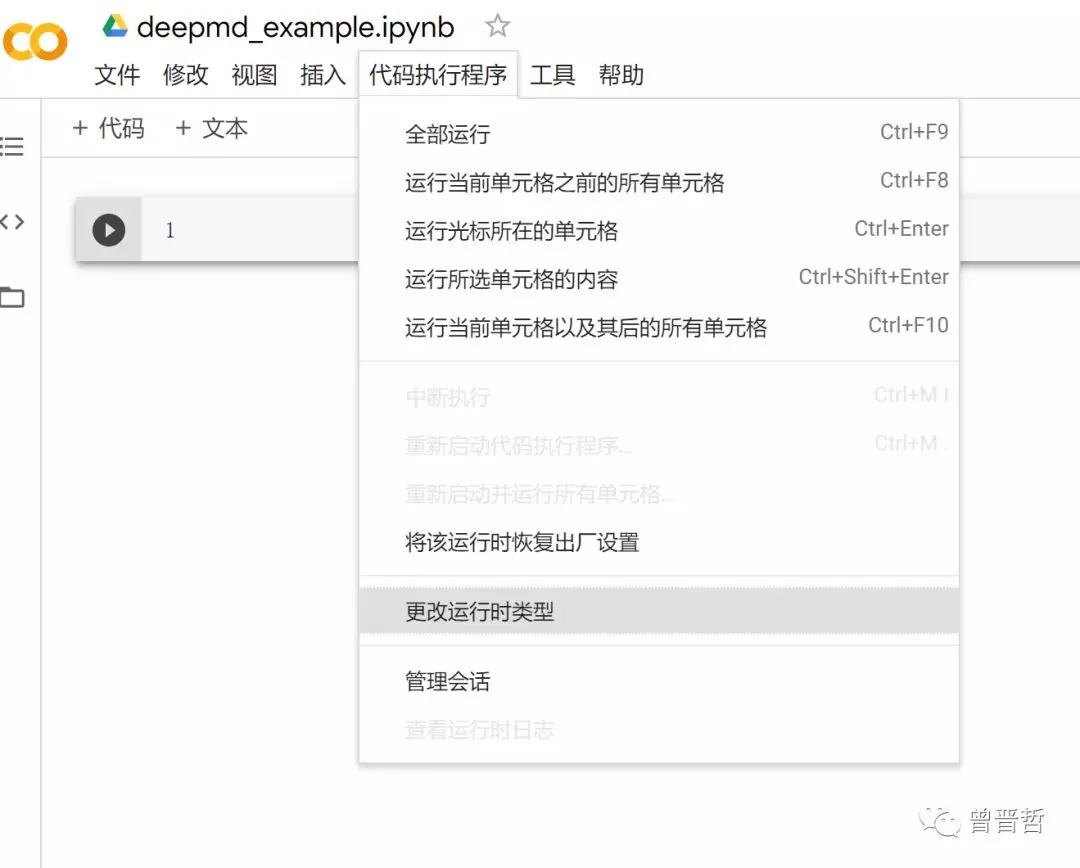 deepmd_example.ipynb
文件 修改 视图 插入 代码执行程序 工具 帮助
+ 代码 + 文本
1
全部运行 Ctrl+F9
运行当前单元格之前的所有单元格 Ctrl+F8
运行光标所在的单元格 Ctrl+Enter
运行所选单元格的内容 Ctrl+Shift+Enter
运行当前单元格以及其后的所有单元格 Ctrl+F10
中断执行 Ctrl+M I
重新启动代码执行程序... Ctrl+M .
重新启动并运行所有单元格...
将该运行时恢复出厂设置
更改运行时类型
管理会话
查看运行时日志
曾晋哲